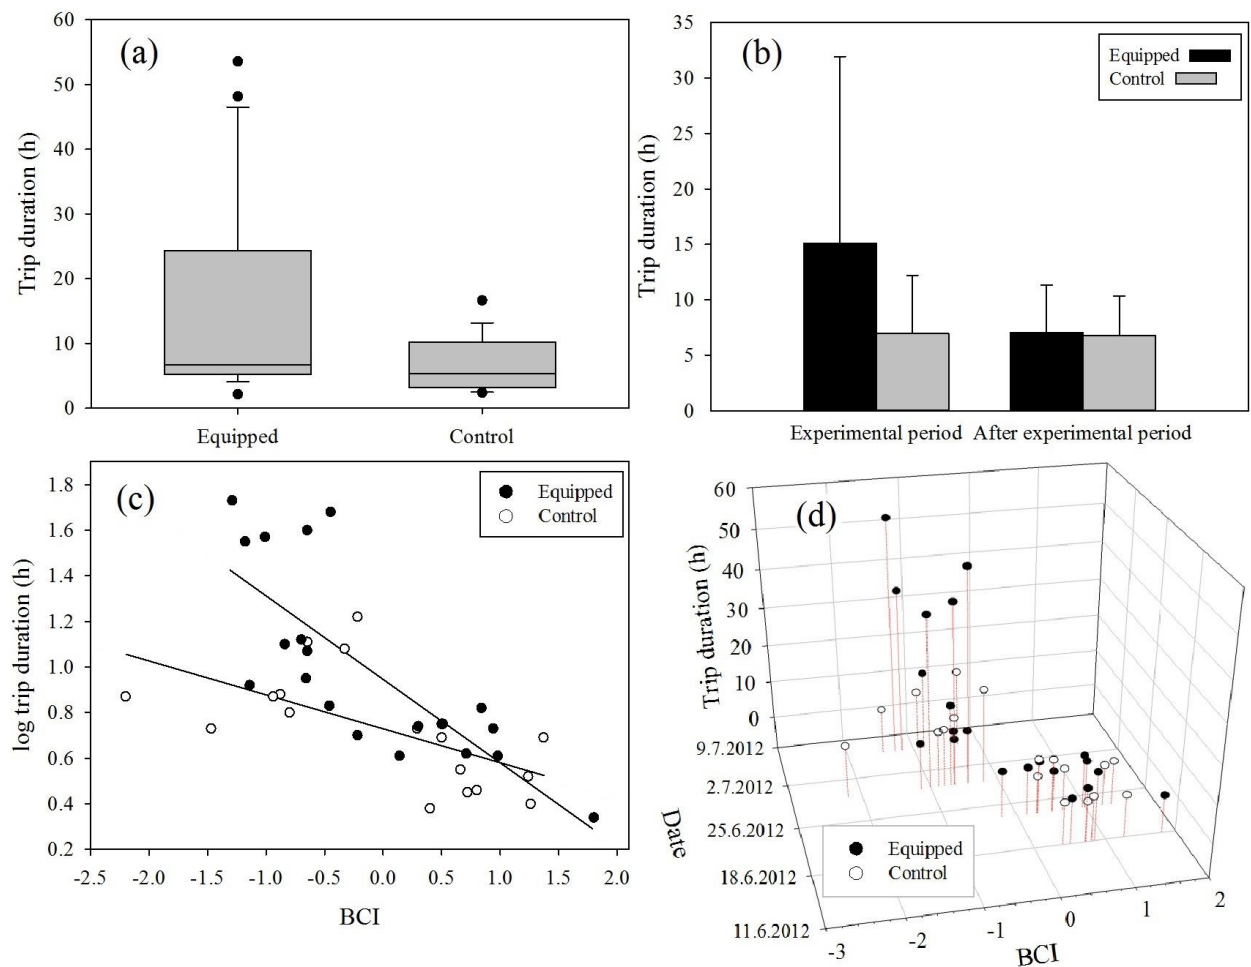 (a)
Trip duration (h)
60
50
40
30
20
10
0
Equipped Control
(b)
Trip duration (h)
35
30
25
20
15
10
5
0
Equipped
Control
Experimental period After experimental period
(c)
log trip duration (h)
1.8
1.6
1.4
1.2
1.0
0.8
0.6
0.4
0.2
Equipped
Control
-2.5 -2.0 -1.5 -1.0 -0.5 0.0 0.5 1.0 1.5 2.0
BCI
(d)
Trip duration (h)
60
50
40
30
20
10
0
9.7.2012
2.7.2012
25.6.2012
18.6.2012
11.6.2012
Date
Equipped
Control
-3 -2 -1 0 1 2
BCI